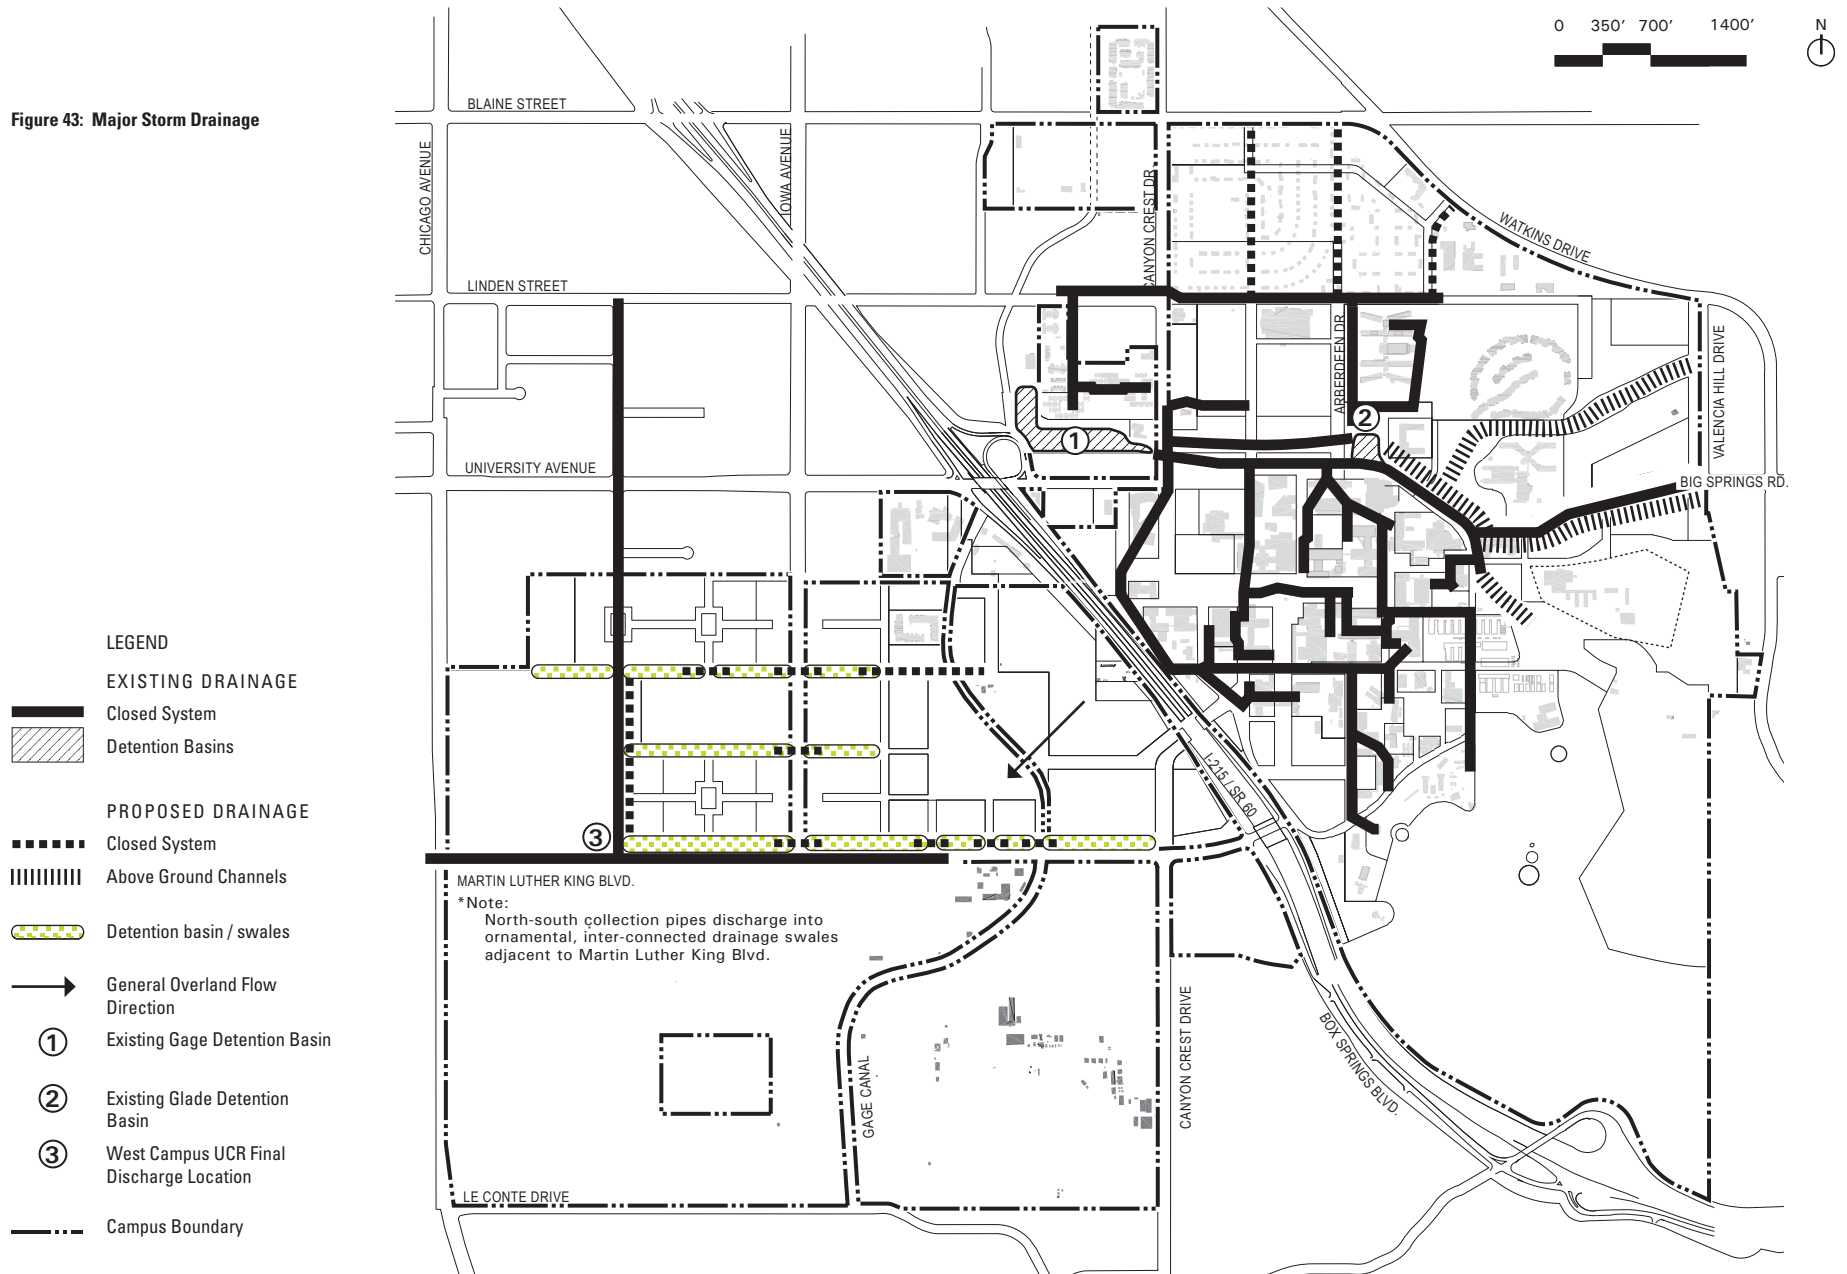 Figure 43: Major Storm Drainage
0 350’ 700’ 1400’
N
BLAINE STREET
CHICAGO AVENUE
IOWA AVENUE
CANYON CREST DR.
WATKINS DRIVE
LINDEN STREET
ARBERDEEN DR.
VALENCIA HILL DRIVE
2
1
UNIVERSITY AVENUE
BIG SPRINGS RD.
I-215 / SR 60
3
MARTIN LUTHER KING BLVD.
*Note:
North-south collection pipes discharge into
ornamental, inter-connected drainage swales
adjacent to Martin Luther King Blvd.
CANYON CREST DRIVE
BOX SPRINGS BLVD.
GAGE CANAL
LE CONTE DRIVE
LEGEND
EXISTING DRAINAGE
Closed System
Detention Basins
PROPOSED DRAINAGE
Closed System
Above Ground Channels
Detention basin / swales
General Overland Flow
Direction
1 Existing Gage Detention Basin
2 Existing Glade Detention
Basin
3 West Campus UCR Final
Discharge Location
Campus Boundary